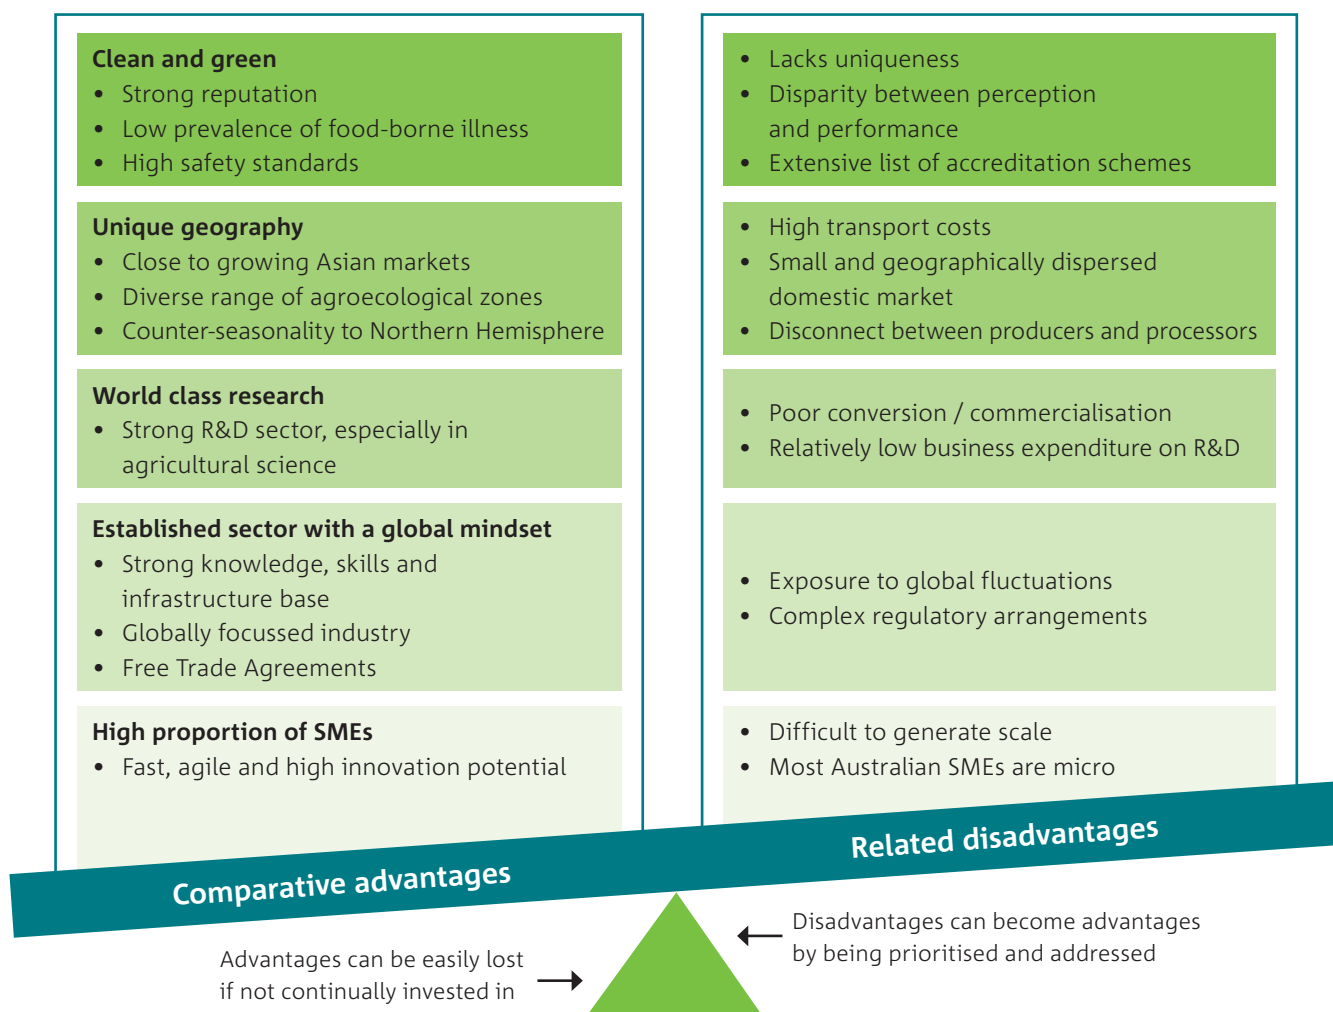 Clean and green
• Strong reputation
• Low prevalence of food-borne illness
• High safety standards
Unique geography
• Close to growing Asian markets
• Diverse range of agroecological zones
• Counter-seasonality to Northern Hemisphere
World class research
• Strong R&D sector, especially in
agricultural science
Established sector with a global mindset
• Strong knowledge, skills and
infrastructure base
• Globally focussed industry
• Free Trade Agreements
High proportion of SMEs
• Fast, agile and high innovation potential
• Lacks uniqueness
• Disparity between perception
and performance
• Extensive list of accreditation schemes
• High transport costs
• Small and geographically dispersed
domestic market
• Disconnect between producers and processors
• Poor conversion / commercialisation
• Relatively low business expenditure on R&D
• Exposure to global fluctuations
• Complex regulatory arrangements
• Difficult to generate scale
• Most Australian SMEs are micro
Comparative advantages
Related disadvantages
Advantages can be easily lost
if not continually invested in
Disadvantages can become advantages
by being prioritised and addressed